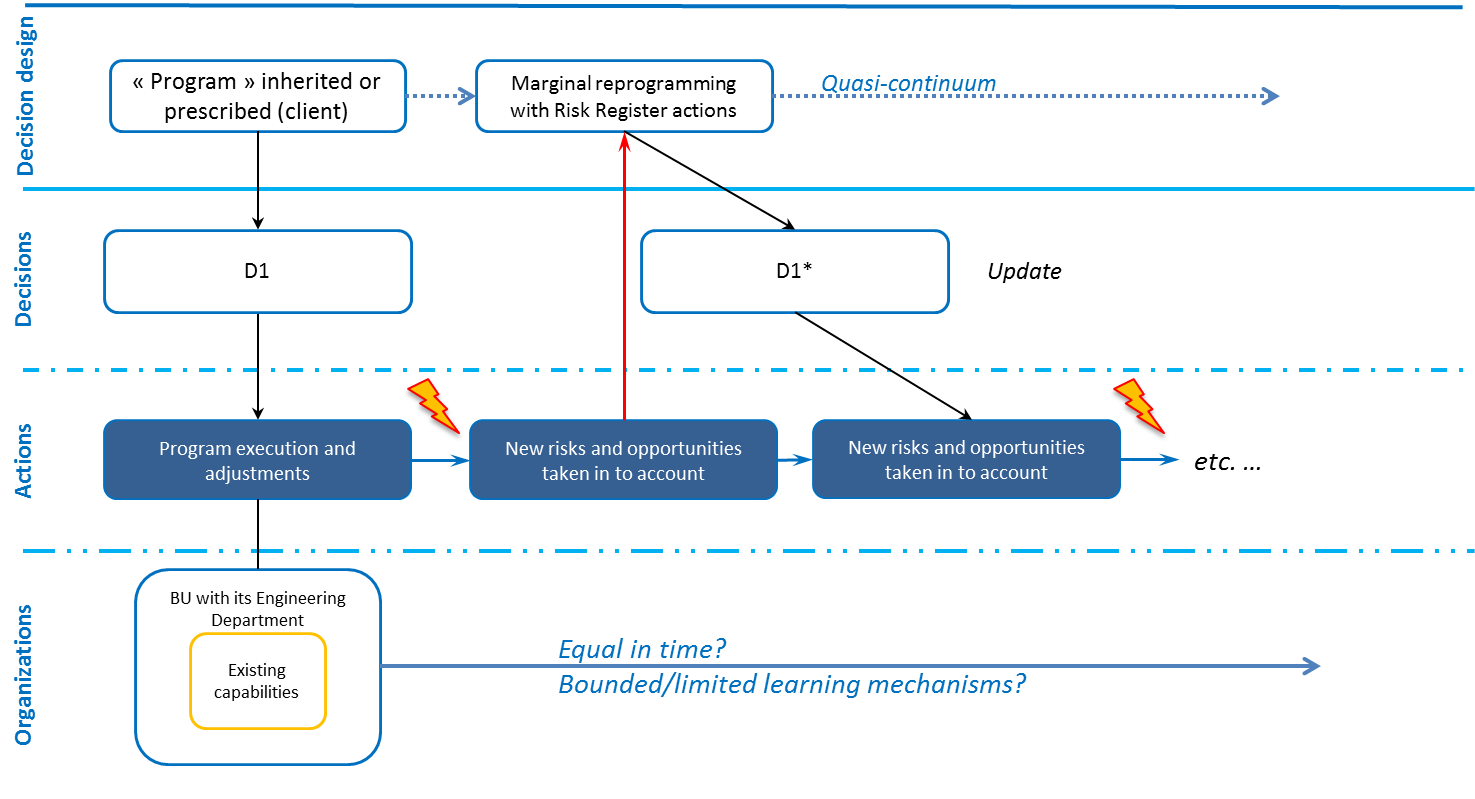 Decision design
« Program » inherited or
prescribed (client)
Marginal reprogramming
with Risk Register actions
Quasi-continuum
Decisions
D1
D1*
Update
Actions
Program execution and
adjustments
New risks and opportunities
taken in to account
New risks and opportunities
taken in to account
etc. ...
Organizations
BU with its Engineering
Department
Existing
capabilities
Equal in time?
Bounded/limited learning mechanisms?